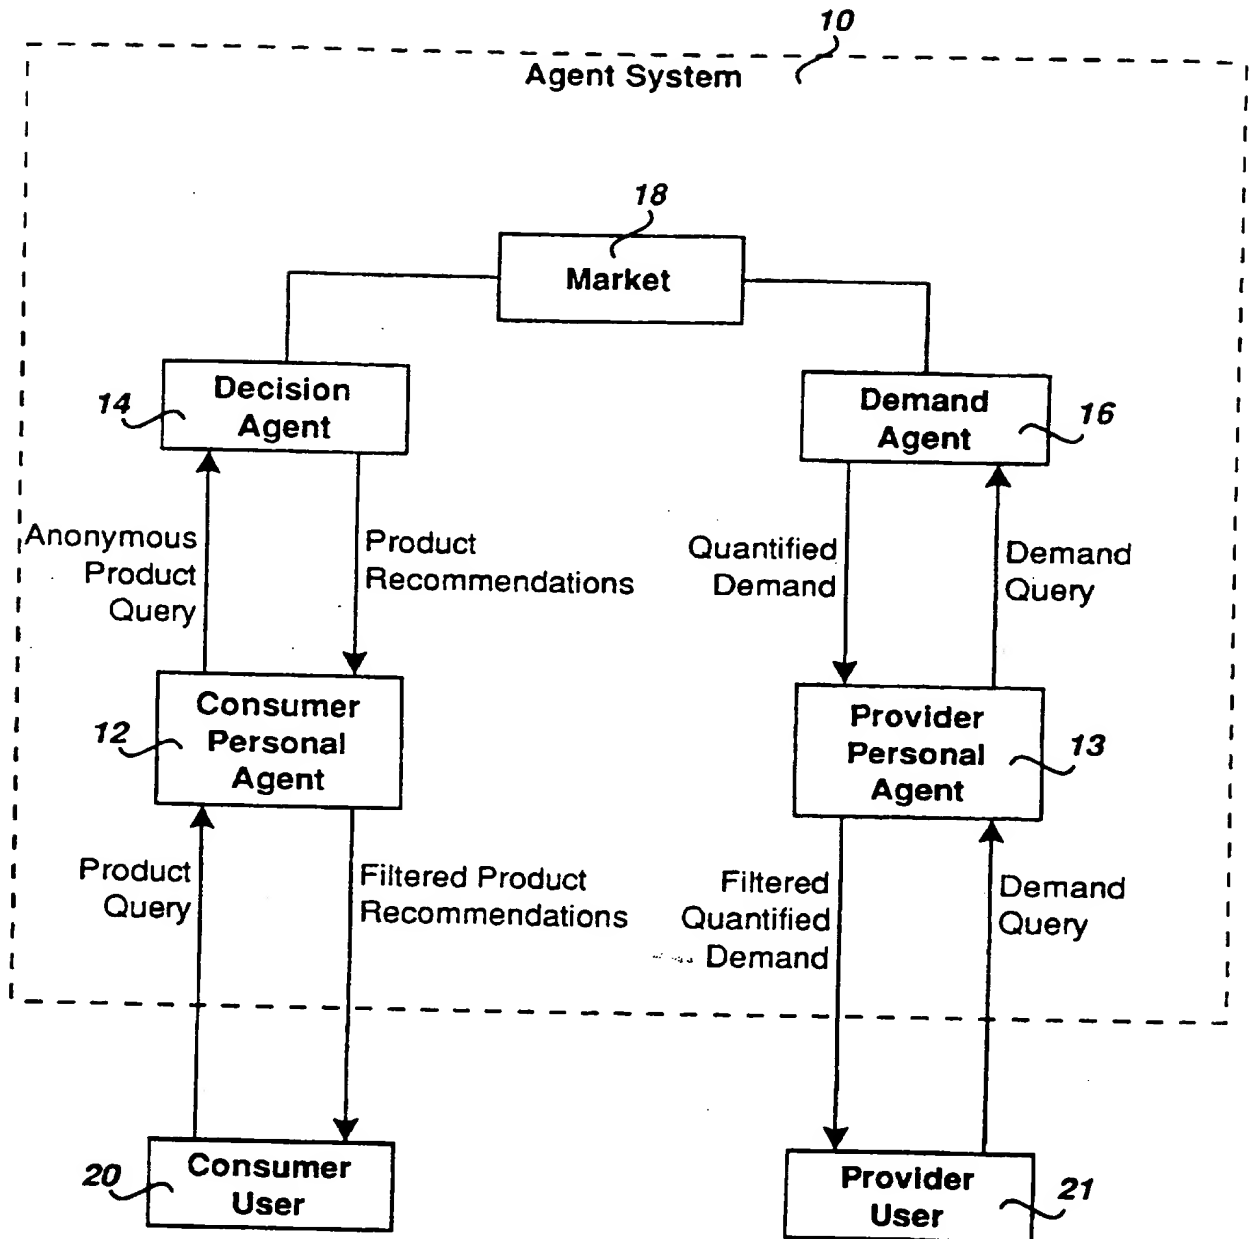 10
Agent System
18
Market
Decision
Agent
14
Demand
Agent
16
Anonymous
Product
Query
Product
Recommendations
Quantified
Demand
Demand
Query
Consumer
Personal
Agent
12
Provider
Personal
Agent
13
Product
Query
Filtered Product
Recommendations
Filtered
Quantified
Demand
Demand
Query
20
Consumer
User
Provider
User
21